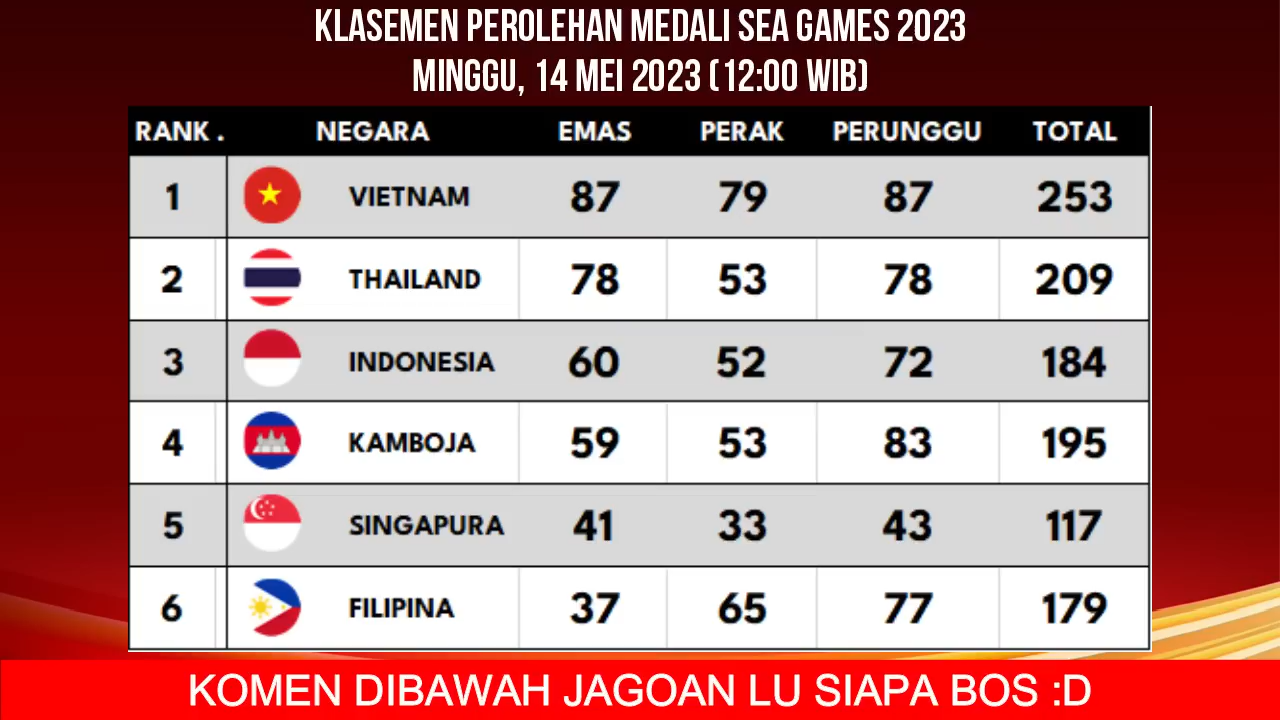 KLASEMEN PEROLEHAN MEDALI SEA GAMES 2023
MINGGU, 14 MEI 2023 (12:00 WIB)
RANK . NEGARA EMAS PERAK PERUNGGU TOTAL
1 VIETNAM 87 79 87 253
2 THAILAND 78 53 78 209
3 INDONESIA 60 52 72 184
4 KAMBOJA 59 53 83 195
5 SINGAPURA 41 33 43 117
6 FILIPINA 37 65 77 179
KOMEN DIBAWAH JAGOAN LU SIAPA BOS :D